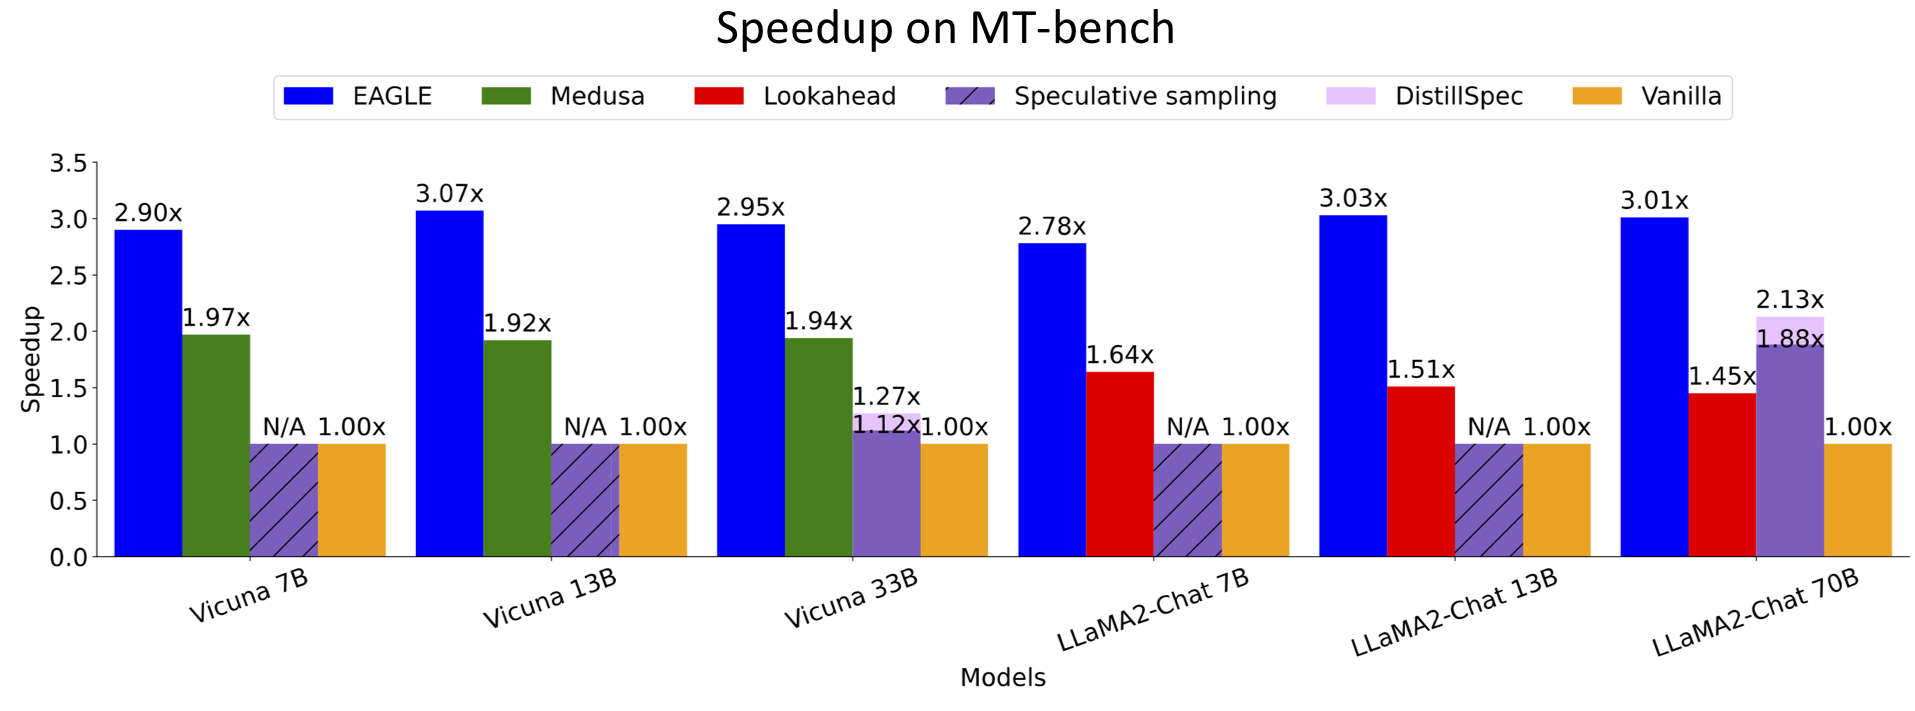 Speedup on MT-bench
EAGLE Medusa Lookahead Speculative sampling DistillSpec Vanilla
Speedup
3.5
3.0
2.5
2.0
1.5
1.0
0.5
0.0
2.90x 1.97x N/A 1.00x
3.07x 1.92x N/A 1.00x
2.95x 1.94x 1.27x 1.12x 1.00x
2.78x 1.64x N/A 1.00x
3.03x 1.51x N/A 1.00x
3.01x 1.45x 2.13x 1.88x 1.00x
Vicuna 7B
Vicuna 13B
Vicuna 33B
LLaMA2-Chat 7B
LLaMA2-Chat 13B
LLaMA2-Chat 70B
Models